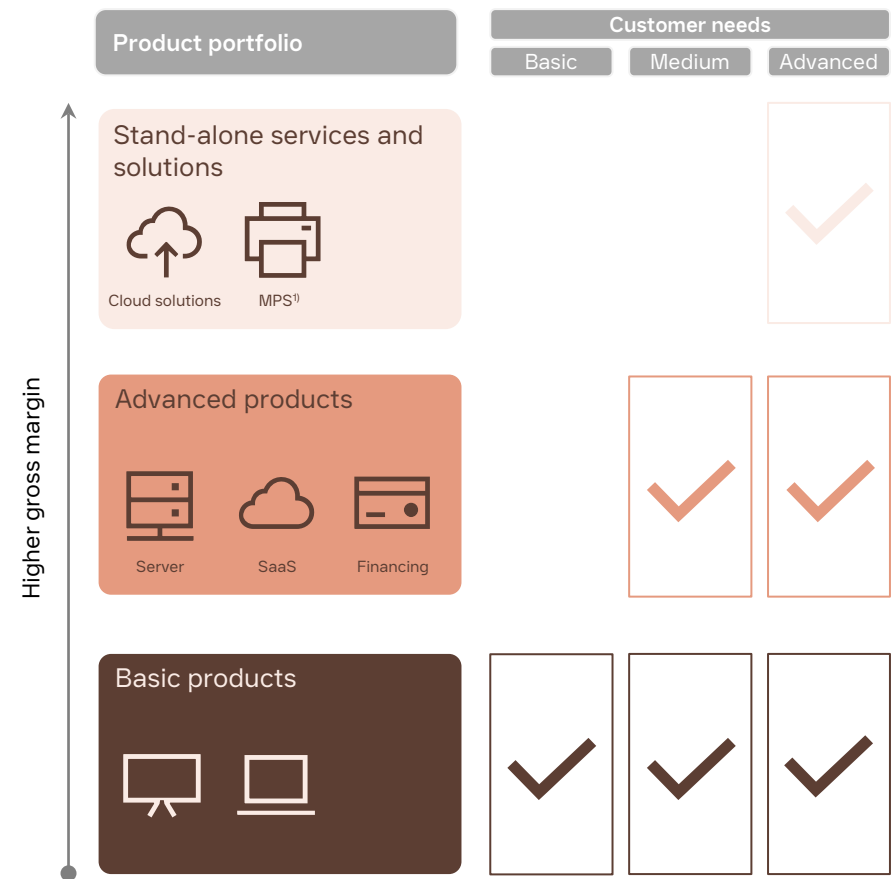 Product portfolio
Customer needs
Basic
Medium
Advanced
Higher gross margin
Stand-alone services and
solutions
Cloud solutions
MPS¹⁾
Advanced products
Server
SaaS
Financing
Basic products